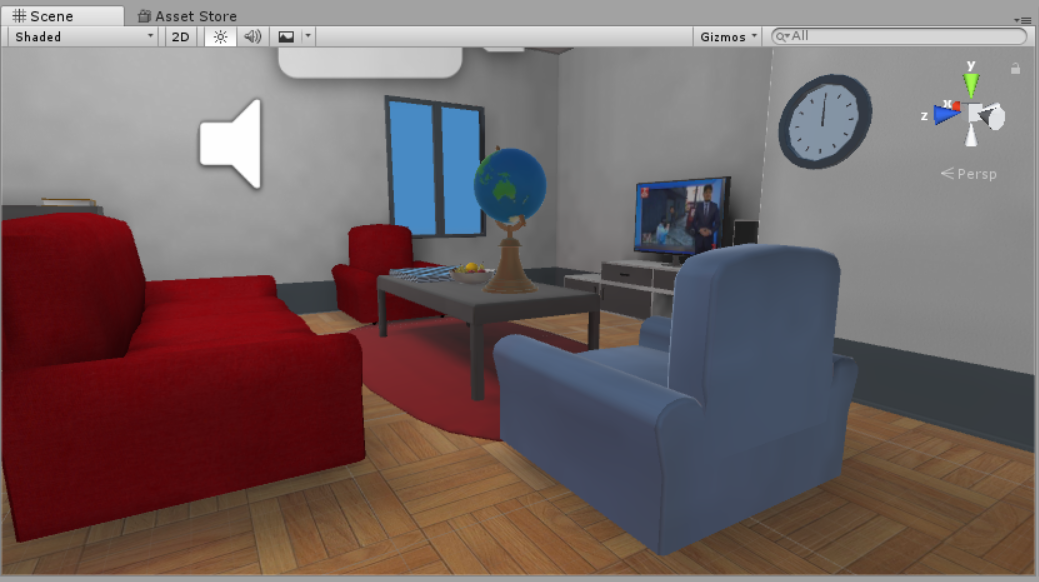 Scene
Asset Store
Shaded
2D
Gizmos
All
y
x
z
Persp